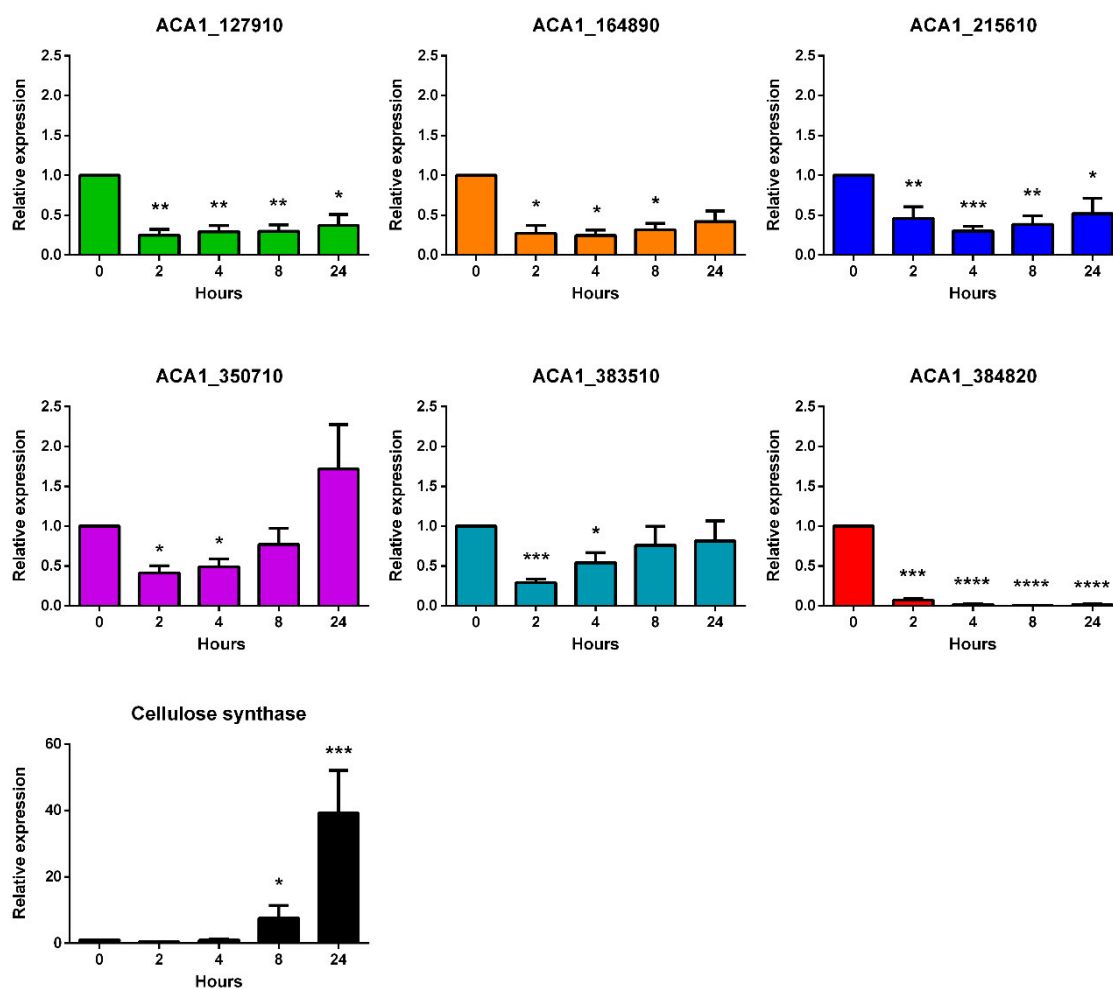 ACA1_127910
Relative expression
2.5
2.0
1.5
1.0
0.5
0.0
** ** ** *
0 2 4 8 24
Hours
ACA1_164890
Relative expression
2.5
2.0
1.5
1.0
0.5
0.0
* * *
0 2 4 8 24
Hours
ACA1_215610
Relative expression
2.5
2.0
1.5
1.0
0.5
0.0
** *** ** *
0 2 4 8 24
Hours
ACA1_350710
Relative expression
2.5
2.0
1.5
1.0
0.5
0.0
* *
0 2 4 8 24
Hours
ACA1_383510
Relative expression
2.5
2.0
1.5
1.0
0.5
0.0
*** *
0 2 4 8 24
Hours
ACA1_384820
Relative expression
2.5
2.0
1.5
1.0
0.5
0.0
*** **** **** ****
0 2 4 8 24
Hours
Cellulose synthase
Relative expression
60
40
20
0
* ***
0 2 4 8 24
Hours